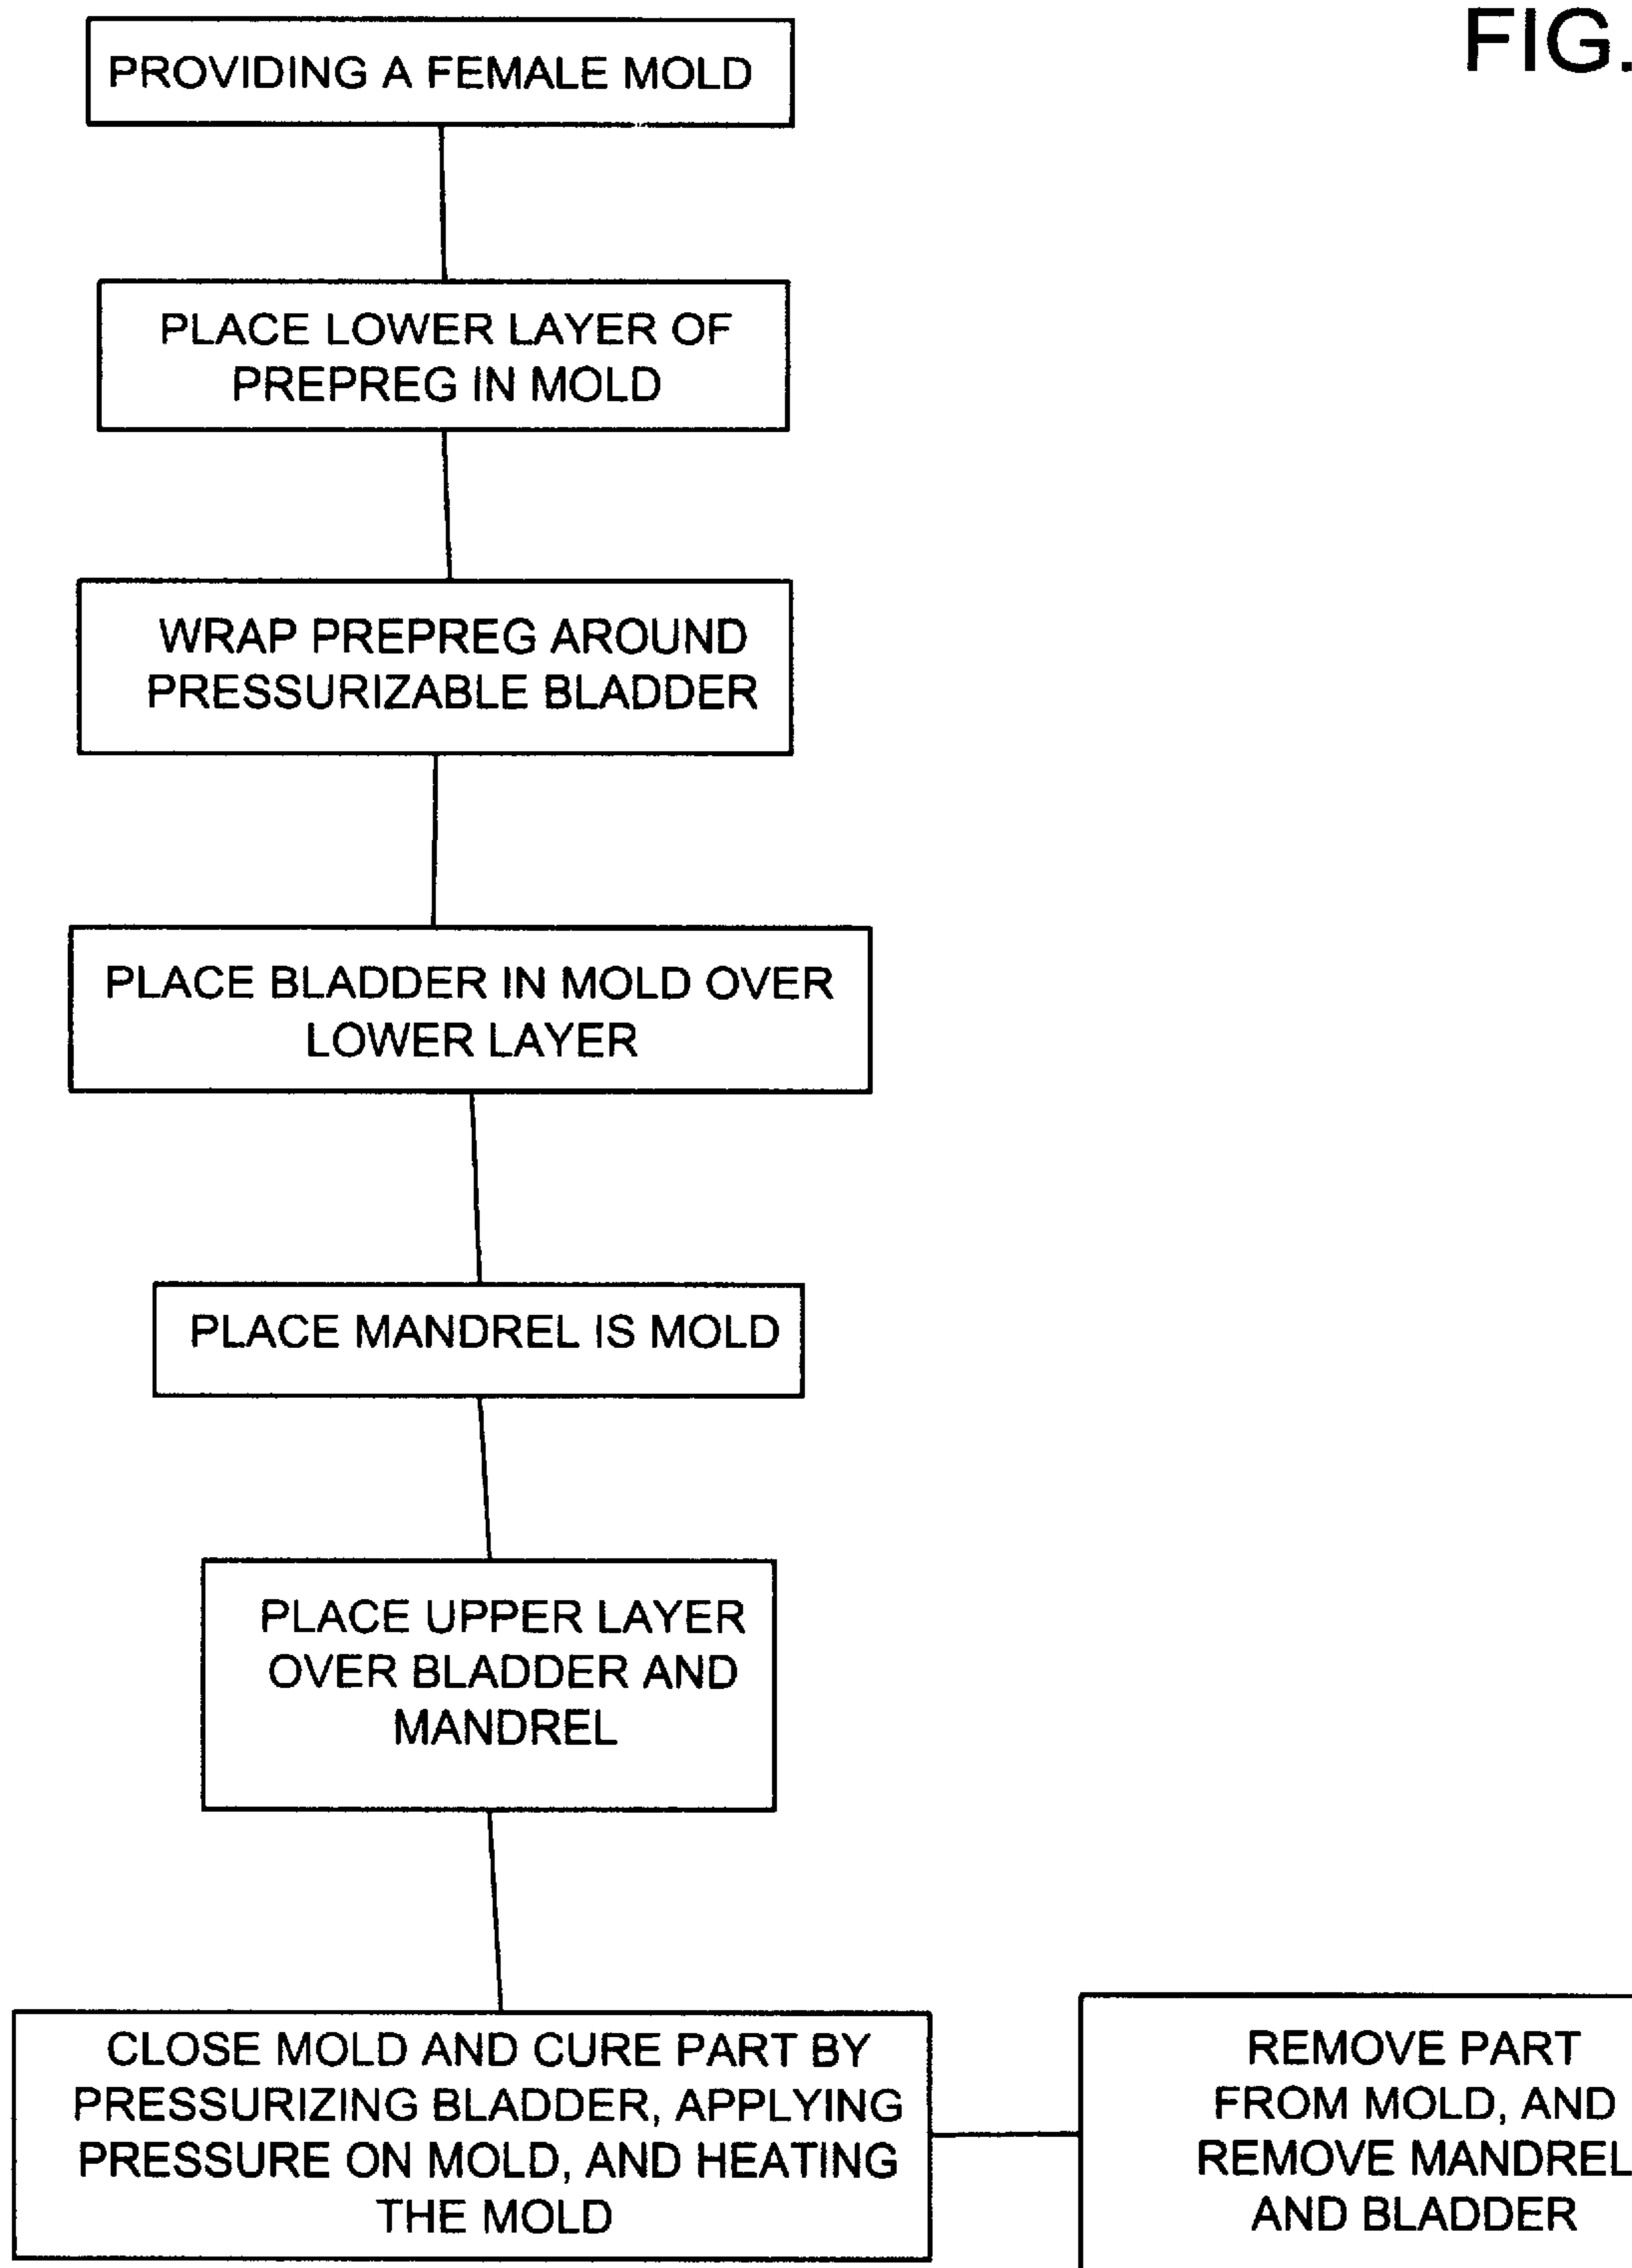 FIG.
PROVIDING A FEMALE MOLD
PLACE LOWER LAYER OF
PREPREG IN MOLD
WRAP PREPREG AROUND
PRESSURIZABLE BLADDER
PLACE BLADDER IN MOLD OVER
LOWER LAYER
PLACE MANDREL IS MOLD
PLACE UPPER LAYER
OVER BLADDER AND
MANDREL
CLOSE MOLD AND CURE PART BY
PRESSURIZING BLADDER, APPLYING
PRESSURE ON MOLD, AND HEATING
THE MOLD
REMOVE PART
FROM MOLD, AND
REMOVE MANDREL
AND BLADDER